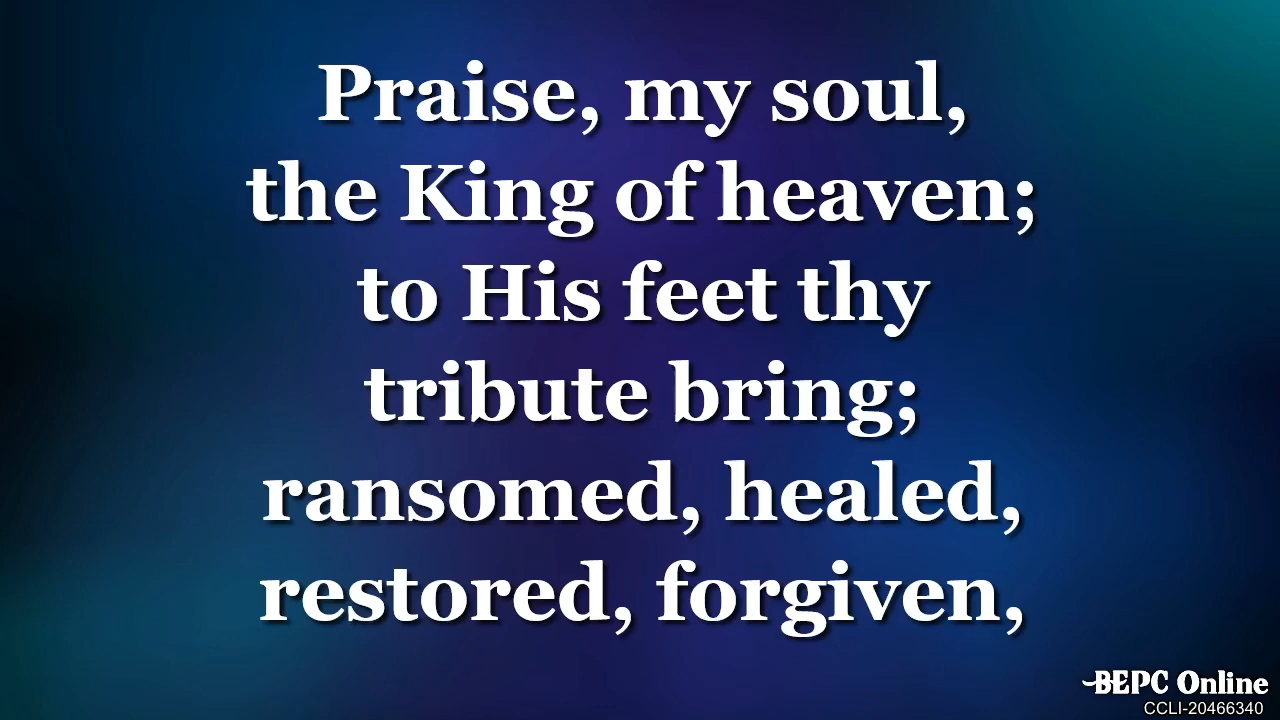 Praise, my soul,
the King of heaven;
to His feet thy
tribute bring;
ransomed, healed,
restored, forgiven,
BEPC Online
CCLI-20466340